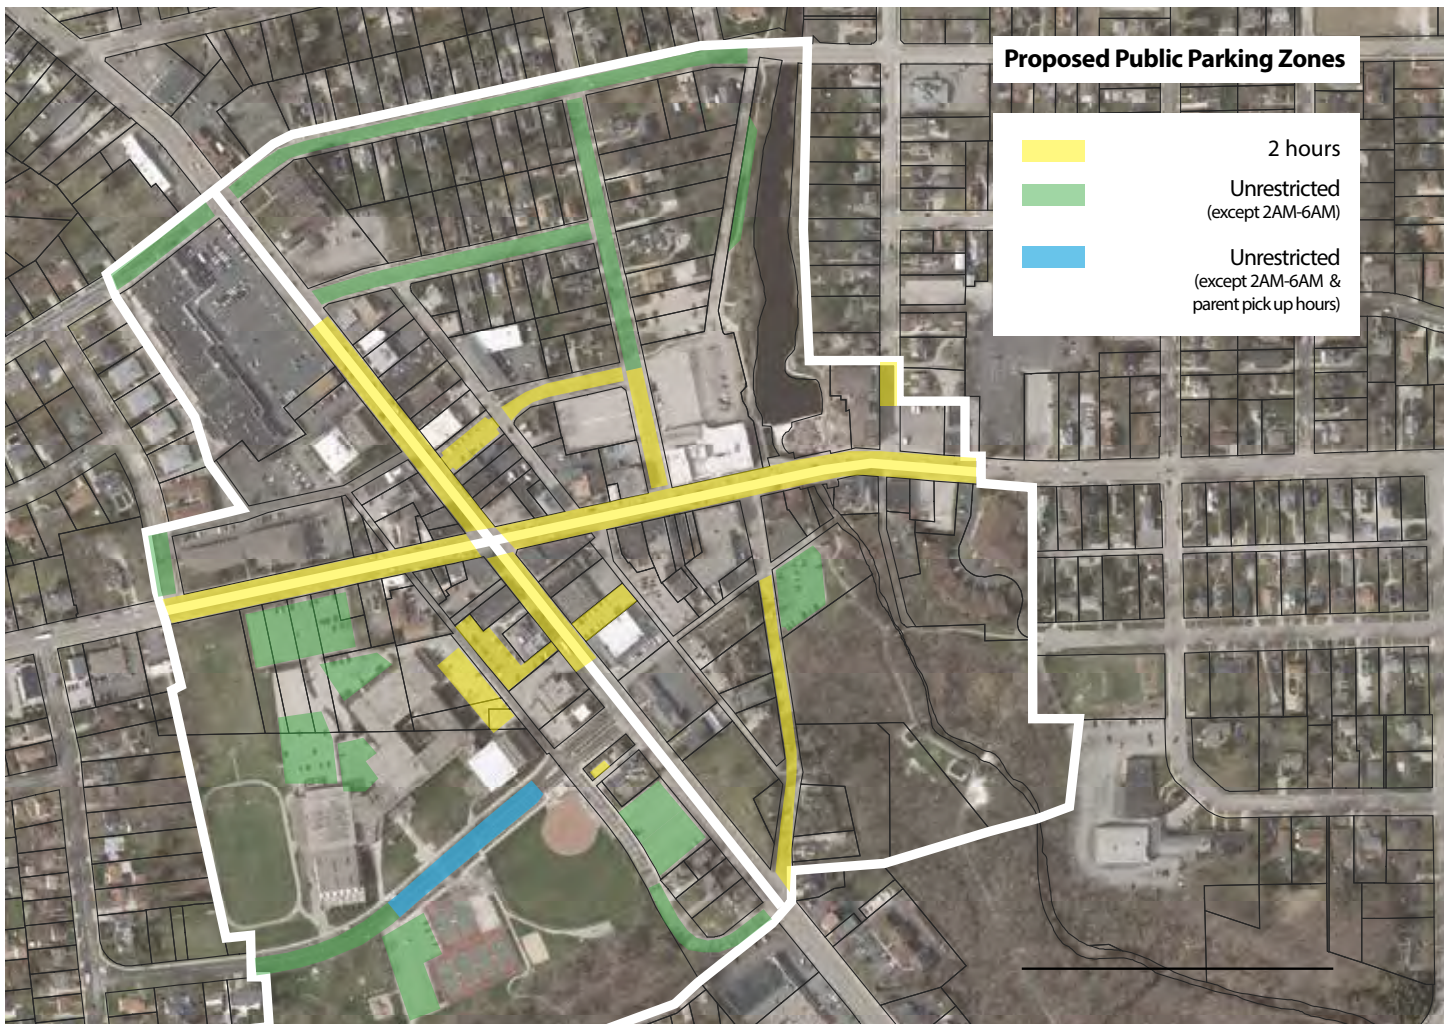 Proposed Public Parking Zones
2 hours
Unrestricted
(except 2AM-6AM)
Unrestricted
(except 2AM-6AM &
parent pick up hours)